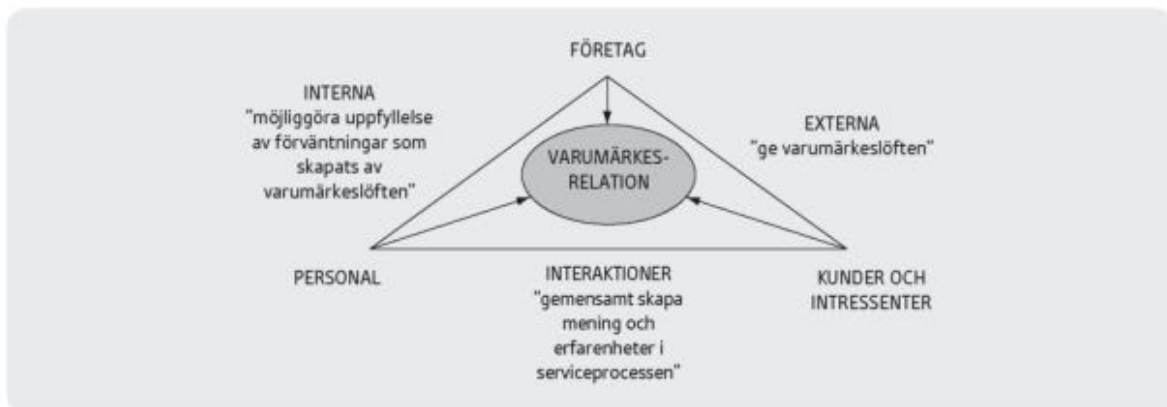 FÖRETAG
INTERNA
"möjliggöra uppfyllelse
av förväntningar som
skapats av
varumärkeslöften"
EXTERNA
"ge varumärkeslöften"
VARUMÄRKES-
RELATION
PERSONAL
INTERAKTIONER
"gemensamt skapa
mening och
erfarenheter i
serviceprocessen"
KUNDER OCH
INTRESSENTER